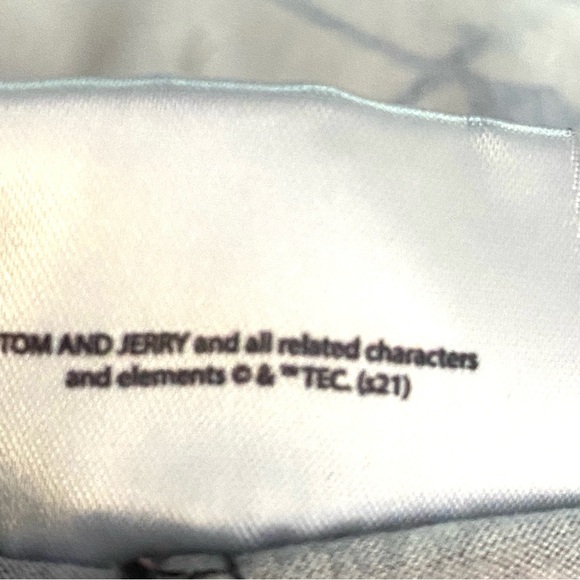 TOM AND JERRY and all related characters
and elements © & ™ TEC. (s21)